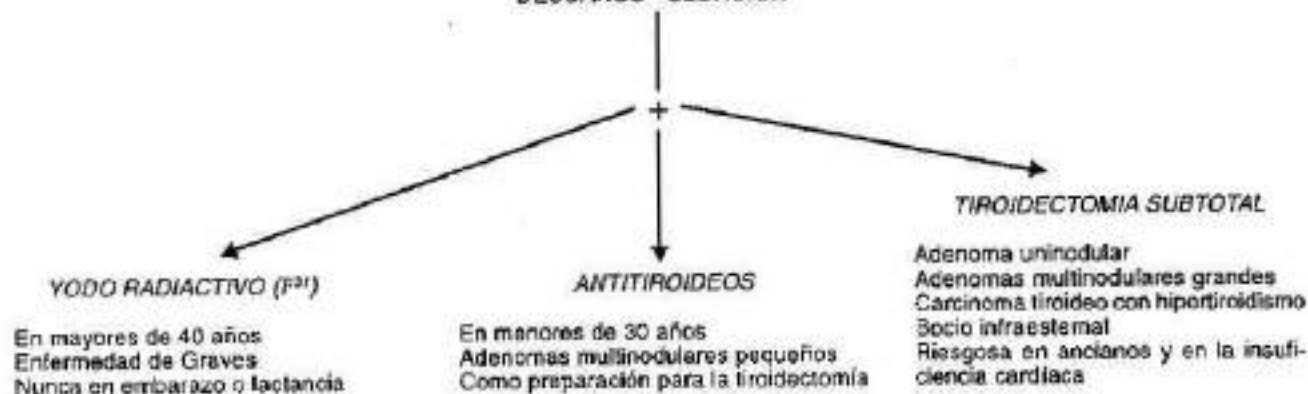 +
YODO RADIACTIVO (I¹³¹)
En mayores de 40 años
Enfermedad de Graves
Nunca en embarazo o lactancia
ANTITIROIDEOS
En menores de 30 años
Adenomas multinodulares pequeños
Como preparación para la tiroidectomía
TIROIDECTOMIA SUBTOTAL
Adenoma uninodular
Adenomas multinodulares grandes
Carcinoma tiroideo con hipertiroidismo
Bocio infraesternal
Riesgosa en ancianos y en la insufi-
ciencia cardíaca